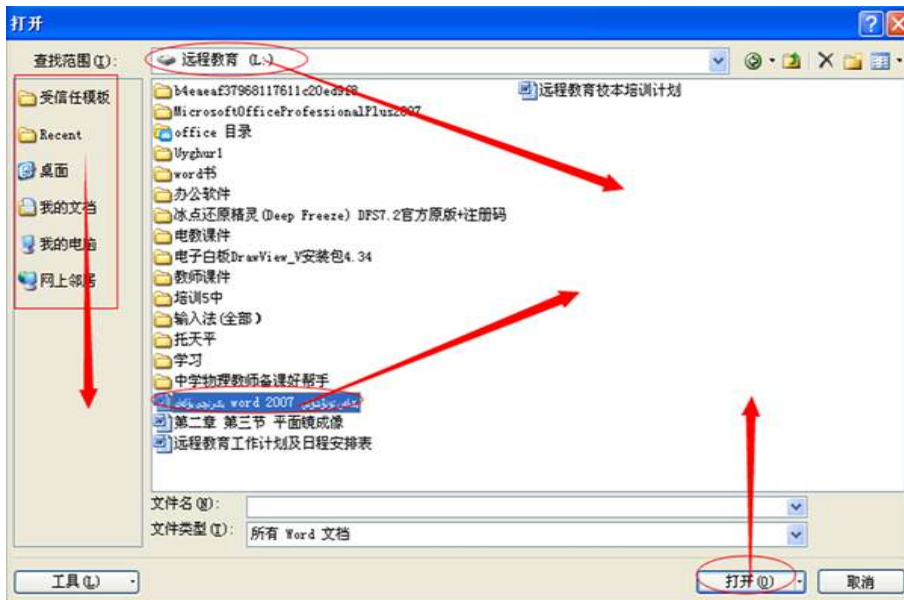 打开
查找范围(I):
远程教育 (L:)
受信任模板
Recent
桌面
我的文档
我的电脑
网上邻居
b4eaeaf37968117611c20ed9f8
MicrosoftOfficeProfessionalPlus2007
office 目录
Uyghur1
word书
办公软件
冰点还原精灵(Deep Freeze) DFS7.2官方原版+注册码
电教课件
电子白板DrawView_V安装包4.34
教师课件
培训5中
输入法(全部)
托天平
学习
中学物理教师备课好帮手
word 2007
第二章 第三节 平面镜成像
远程教育工作计划及日程安排表
远程教育校本培训计划
文件名(N):
文件类型(T):
所有 Word 文档
工具(L)
打开(O)
取消